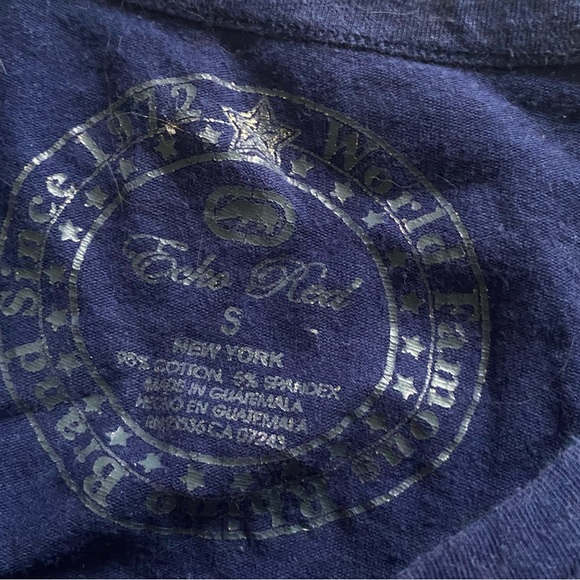 World Famous Rhino Brand Since 1972
Ecko Red
S
NEW YORK
95% COTTON, 5% SPANDEX
MADE IN GUATEMALA
HECHO EN GUATEMALA
CA 07243